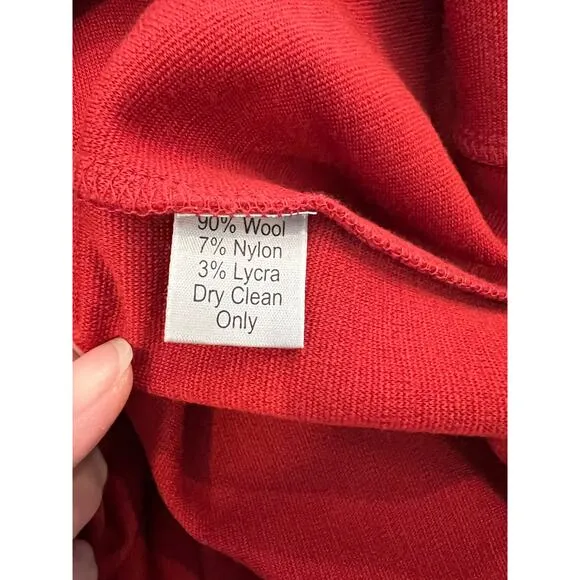 90% Wool
7% Nylon
3% Lycra
Dry Clean
Only